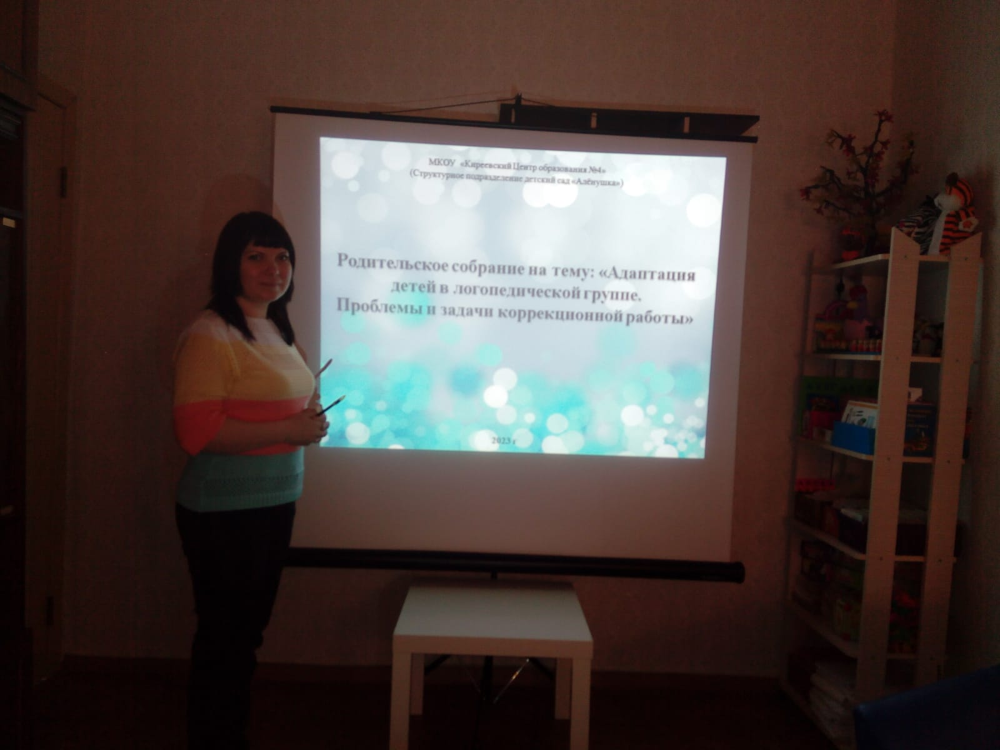 МКОУ «Киреевский Центр образования №4»
(Структурное подразделение детский сад «Алёнушка»)
Родительское собрание на тему: «Адаптация
детей в логопедической группе.
Проблемы и задачи коррекционной работы»
2023 г